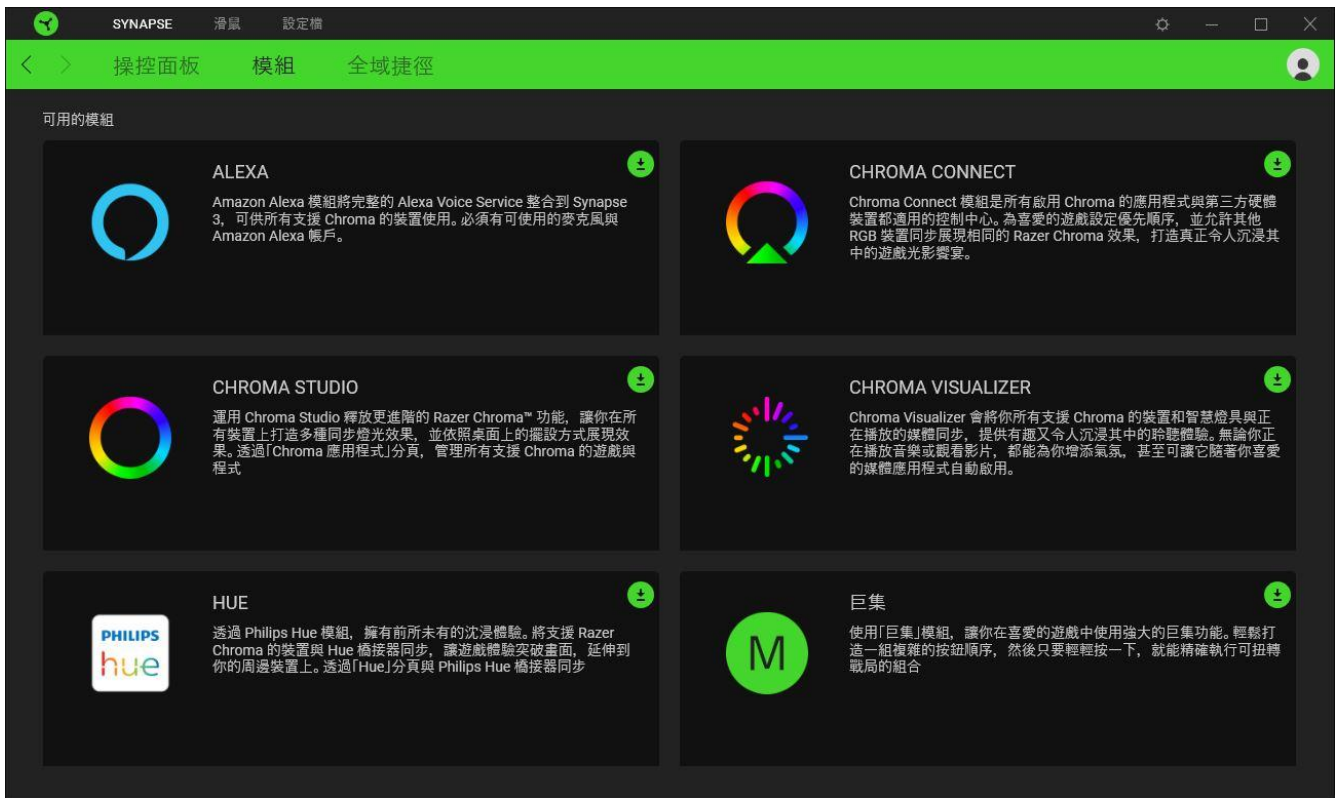 SYNAPSE 滑鼠 設定檔
操控面板 模組 全域捷徑
可用的模組
ALEXA
Amazon Alexa 模組將完整的 Alexa Voice Service 整合到 Synapse
3，可供所有支援 Chroma 的裝置使用。必須有可使用的麥克風與
Amazon Alexa 帳戶。
CHROMA CONNECT
Chroma Connect 模組是所有啟用 Chroma 的應用程式與第三方硬體
裝置都適用的控制中心。為喜愛的遊戲設定優先順序，並允許其他
RGB 裝置同步展現相同的 Razer Chroma 效果，打造真正令人沉浸其
中的遊戲光影饗宴。
CHROMA STUDIO
運用 Chroma Studio 釋放更進階的 Razer Chroma™ 功能，讓你在所
有裝置上打造多種同步燈光效果，並依照桌面上的擺設方式展現效
果。透過「Chroma 應用程式」分頁，管理所有支援 Chroma 的遊戲與
程式
CHROMA VISUALIZER
Chroma Visualizer 會將你所有支援 Chroma 的裝置和智慧燈具與正
在播放的媒體同步，提供有趣又令人沉浸其中的聆聽體驗。無論你正
在播放音樂或觀看影片，都能為你增添氣氛，甚至可讓它隨著你喜愛
的媒體應用程式自動啟用。
PHILIPS
hue
HUE
透過 Philips Hue 模組，擁有前所未有的沈浸體驗。將支援 Razer
Chroma 的裝置與 Hue 橋接器同步，讓遊戲體驗突破畫面，延伸到
你的周邊裝置上。透過「Hue」分頁與 Philips Hue 橋接器同步
M
巨集
使用「巨集」模組，讓你在喜愛的遊戲中使用強大的巨集功能。輕鬆打
造一組複雜的按鈕順序，然後只要輕輕按一下，就能精確執行可扭轉
戰局的組合